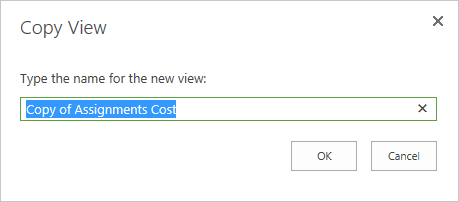 Copy View
Type the name for the new view:
Copy of Assignments Cost
OK
Cancel